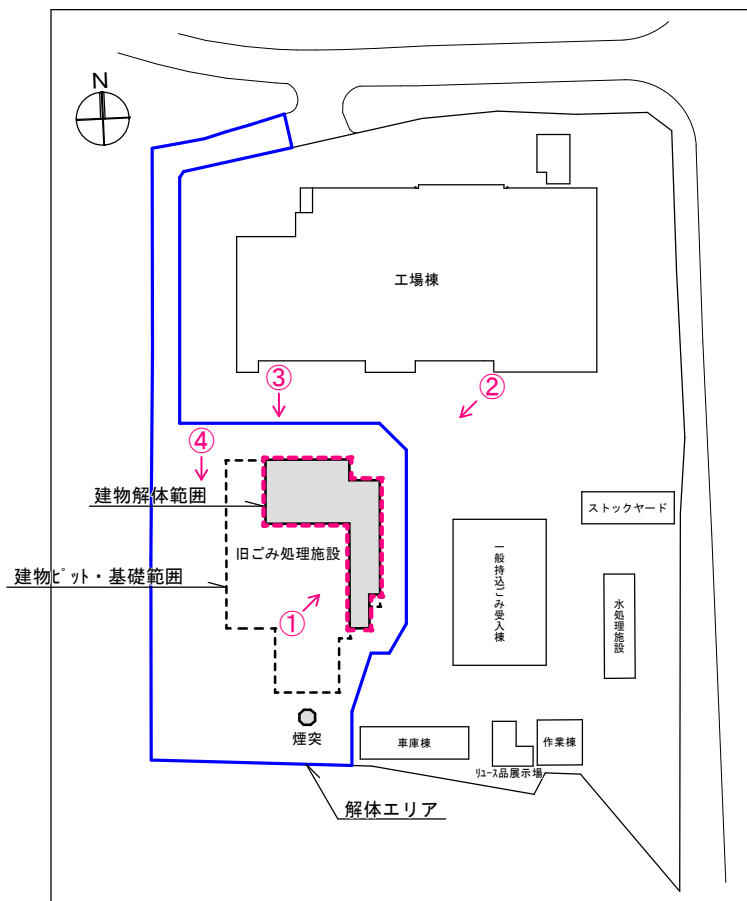 N
工場棟
③
②
④
建物解体範囲
ストックヤード
旧ごみ処理施設
一般持込ごみ受入棟
建物ピット・基礎範囲
水処理施設
①
煙突
車庫棟
作業棟
リユース品展示場
解体エリア